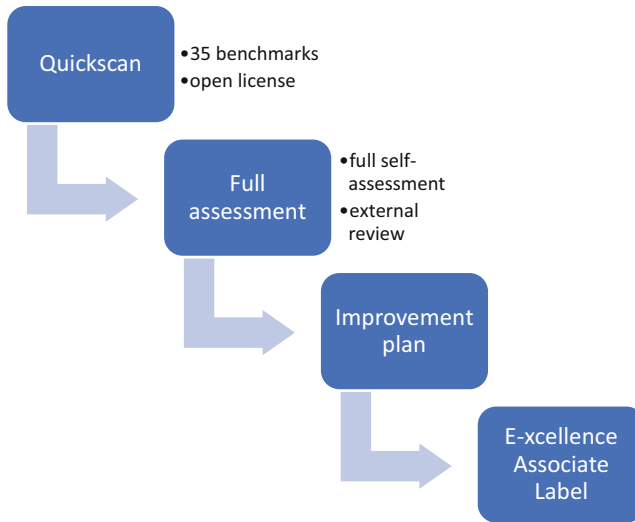 Quickscan
•35 benchmarks
•open license
Full
assessment
•full self-
assessment
•external
review
Improvement
plan
E-xcellence
Associate
Label